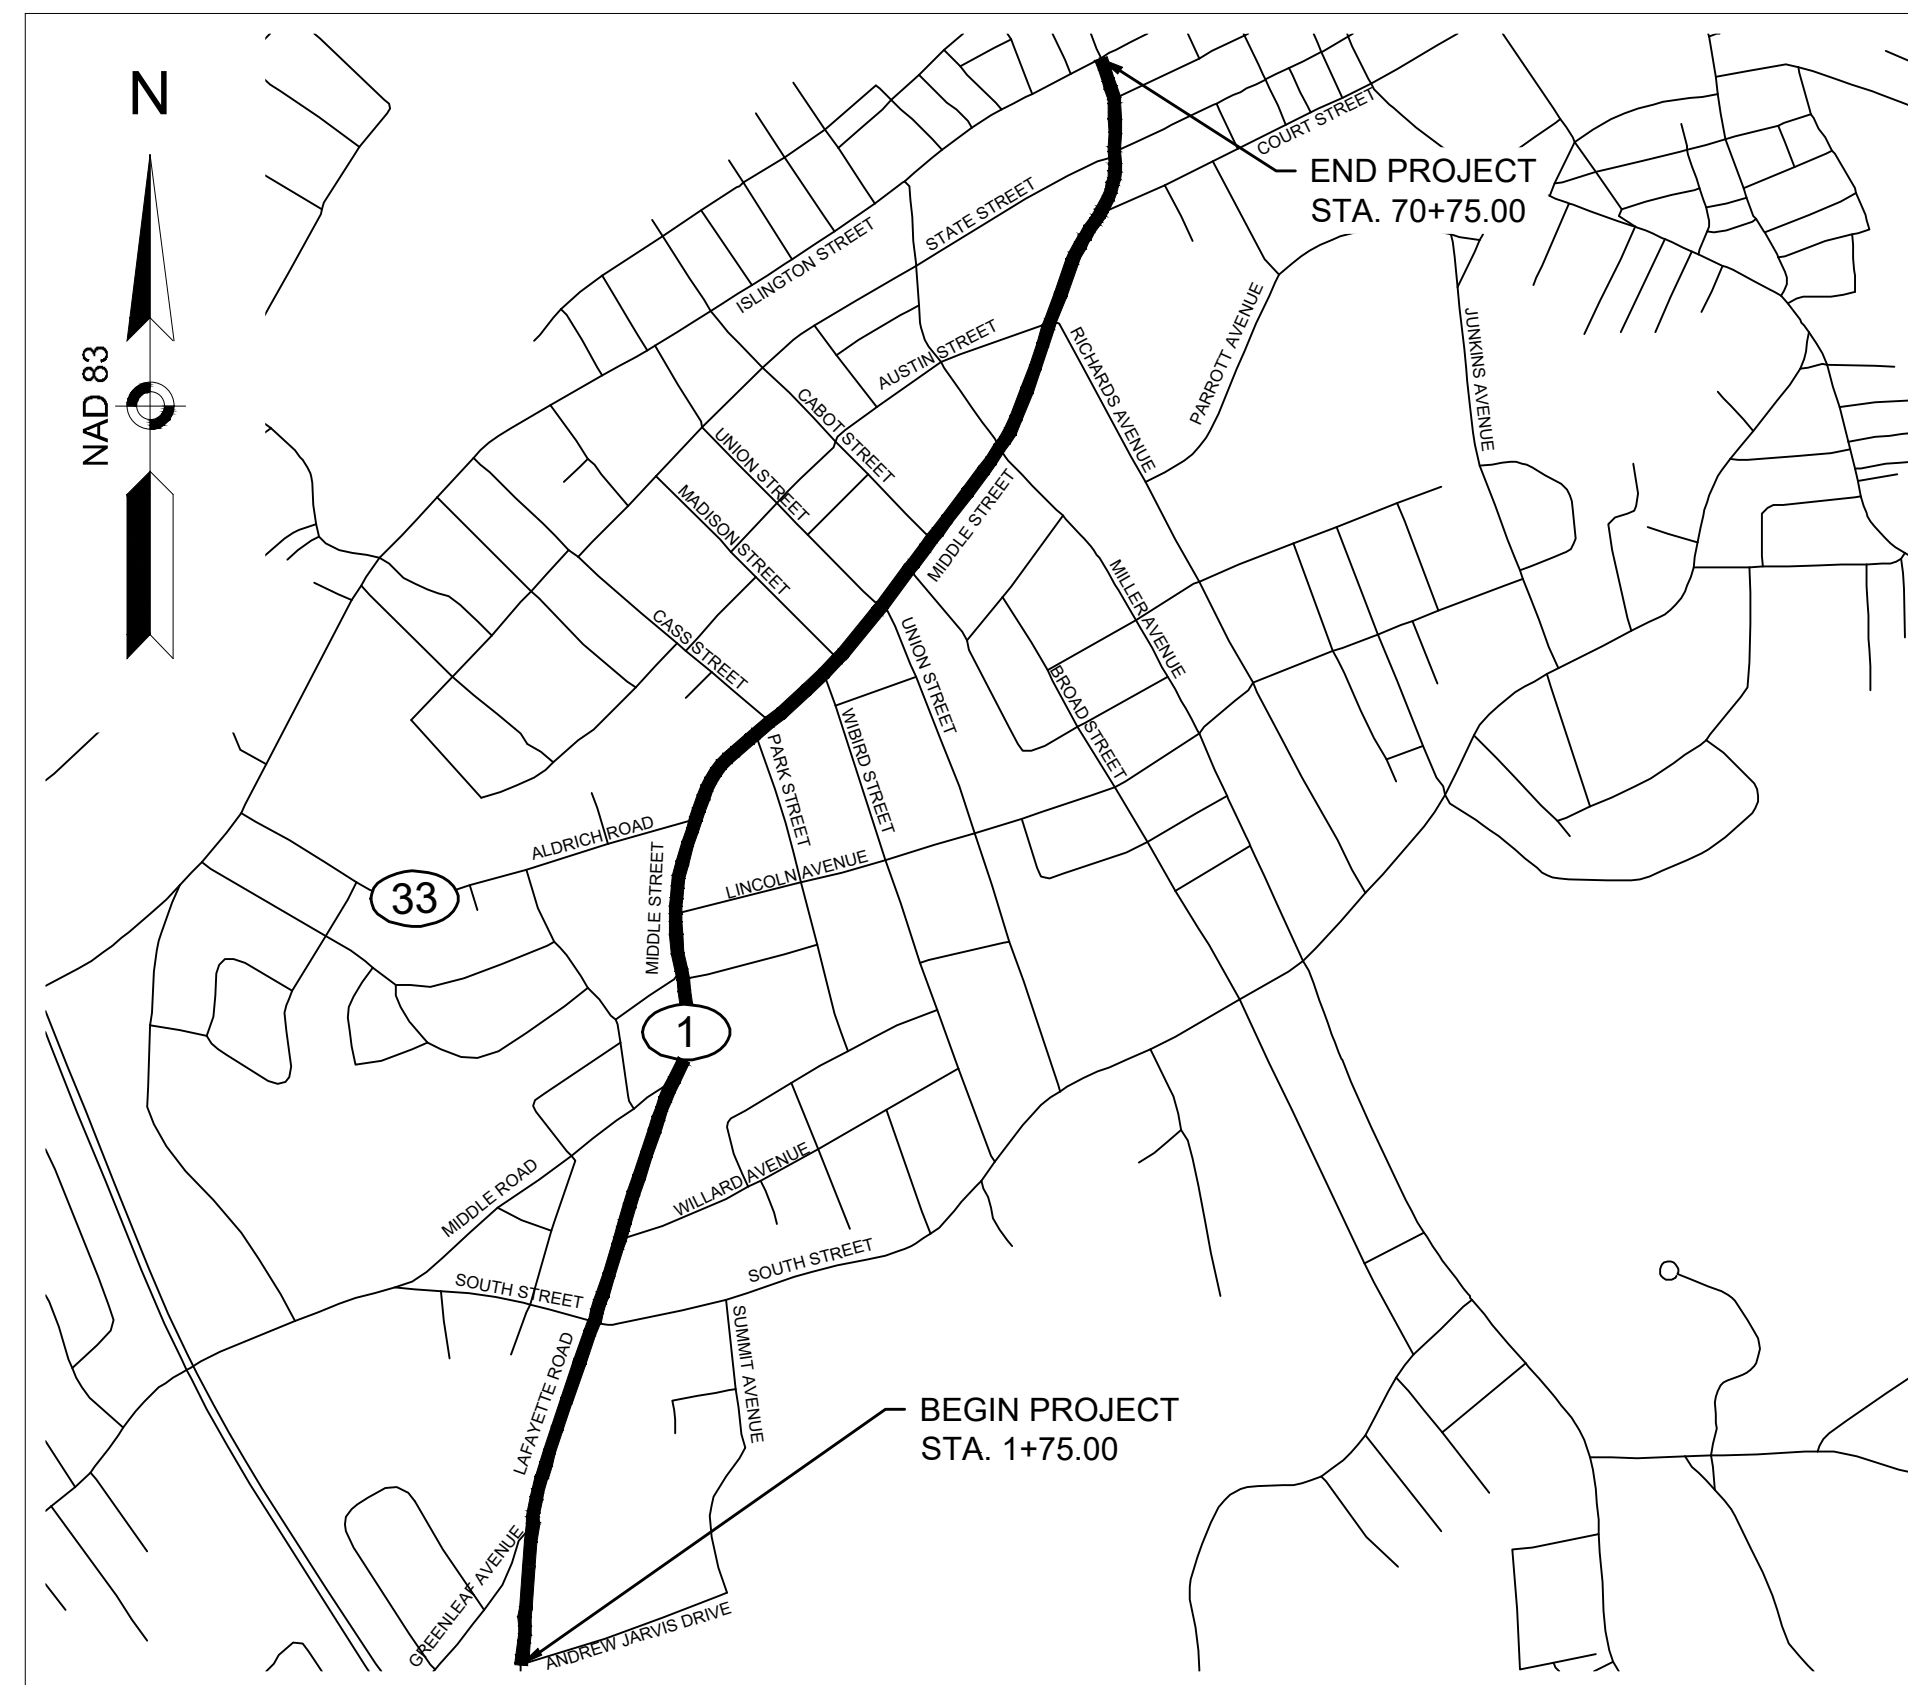 N
NAD 83
COURT STREET
END PROJECT
STA. 70+75.00
STATE STREET
ISLINGTON STREET
AUSTIN STREET
RICHARDS AVENUE
PARROTT AVENUE
JUNKINS AVENUE
CABOT STREET
UNION STREET
MADISON STREET
MIDDLE STREET
CASS STREET
MILLER AVENUE
UNION STREET
BROAD STREET
WIBIRD STREET
PARK STREET
ALDRICH ROAD
MIDDLE STREET
LINCOLN AVENUE
33
1
MIDDLE ROAD
WILLARD AVENUE
SOUTH STREET
SOUTH STREET
SUMMIT AVENUE
LAFAYETTE ROAD
BEGIN PROJECT
STA. 1+75.00
GREENLEAF AVENUE
ANDREW JARVIS DRIVE